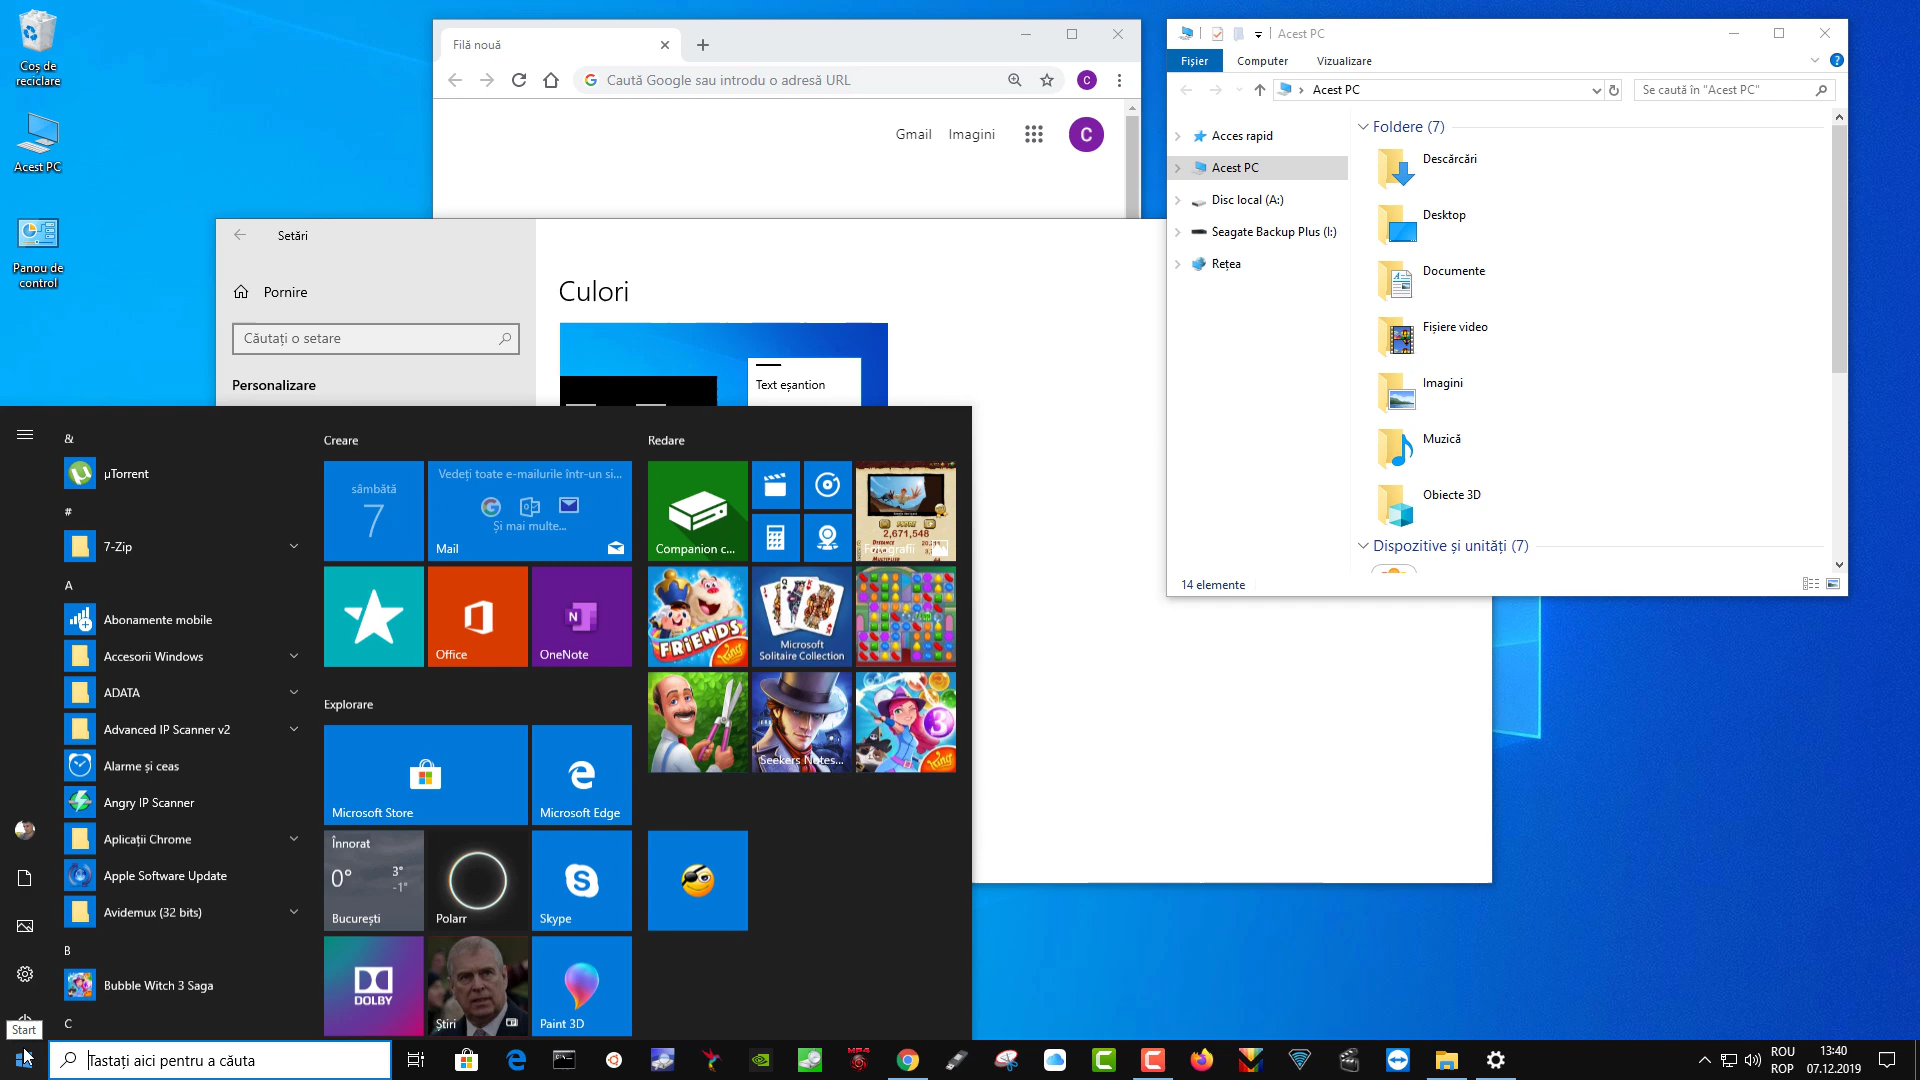 Coș de
reciclare
Acest PC
Panou de
control
Filă nouă
Caută Google sau introdu o adresă URL
C
Gmail
Imagini
C
Acest PC
Fișier
Computer
Vizualizare
Acest PC
Se caută în "Acest PC"
Acces rapid
Acest PC
Disc local (A:)
Seagate Backup Plus (I:)
Rețea
Foldere (7)
Descărcări
Desktop
Documente
Fișiere video
Imagini
Muzică
Obiecte 3D
Dispozitive și unități (7)
14 elemente
Setări
Pornire
Căutați o setare
Personalizare
Culori
Text eșantion
&
µTorrent
#
7-Zip
A
Abonamente mobile
Accesorii Windows
ADATA
Advanced IP Scanner v2
Alarme și ceas
Angry IP Scanner
Aplicații Chrome
Apple Software Update
Avidemux (32 bits)
B
Bubble Witch 3 Saga
C
Creare
sâmbătă
7
Vedeți toate e-mailurile într-un si...
Și mai multe...
Mail
Office
OneNote
Explorare
Microsoft Store
Microsoft Edge
Înnorat
0°
3°
-1°
București
Polarr
Skype
DOLBY
Știri
Paint 3D
Redare
Companion c...
2,671,548
Fotografii
FRIENDS
King
Microsoft
Solitaire Collection
Seekers Notes...
3
King
Start
Tastați aici pentru a căuta
MP4
ROU
ROP
13:40
07.12.2019